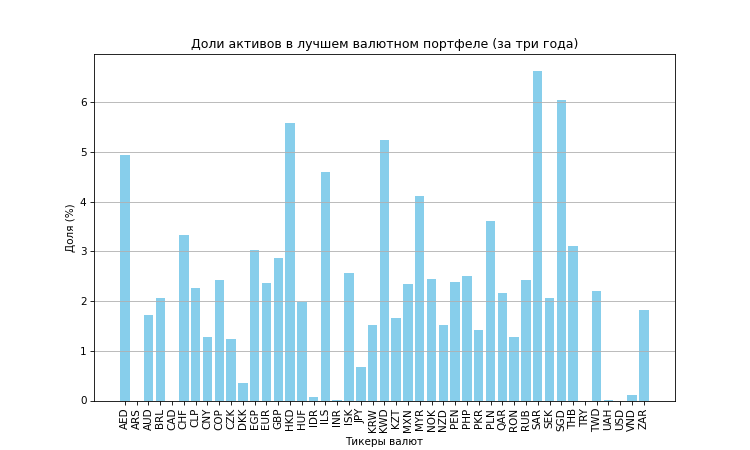 Доли активов в лучшем валютном портфеле (за три года)
Доля (%)
6
5
4
3
2
1
0
AED ARS AUD BRL CAD CHF CLP CNY COP CZK DKK EGP EUR GBP HKD HUF IDR ILS INR ISK JPY KRW KWD KZT MXN MYR NOK NZD PEN PHP PKR PLN QAR RON RUB SAR SEK SGD THB TRY TWD UAH USD VND ZAR
Тикеры валют